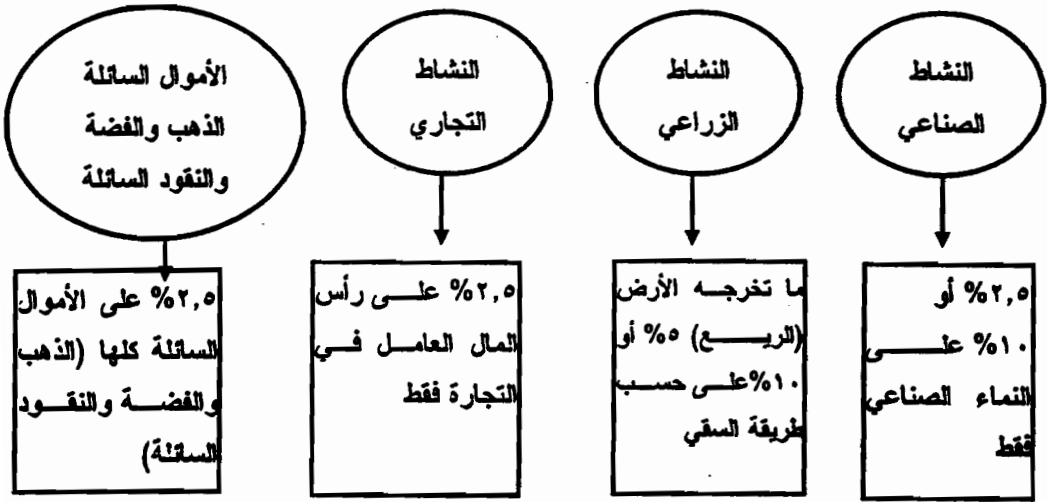 النشاط
الصناعي
النشاط
الزراعي
النشاط
التجاري
الأموال السائلة
الذهب والفضة
والنقود السائلة
٢,٥% أو
١٠% على
النماء الصناعي
فقط
ما تخرجه الأرض
(الريع) ٥% أو
١٠% على حسب
طريقة السقي
٢,٥% على رأس
المال العامل في
التجارة فقط
٢,٥% على الأموال
السائلة كلها (الذهب
والفضة والنقود
السائلة)